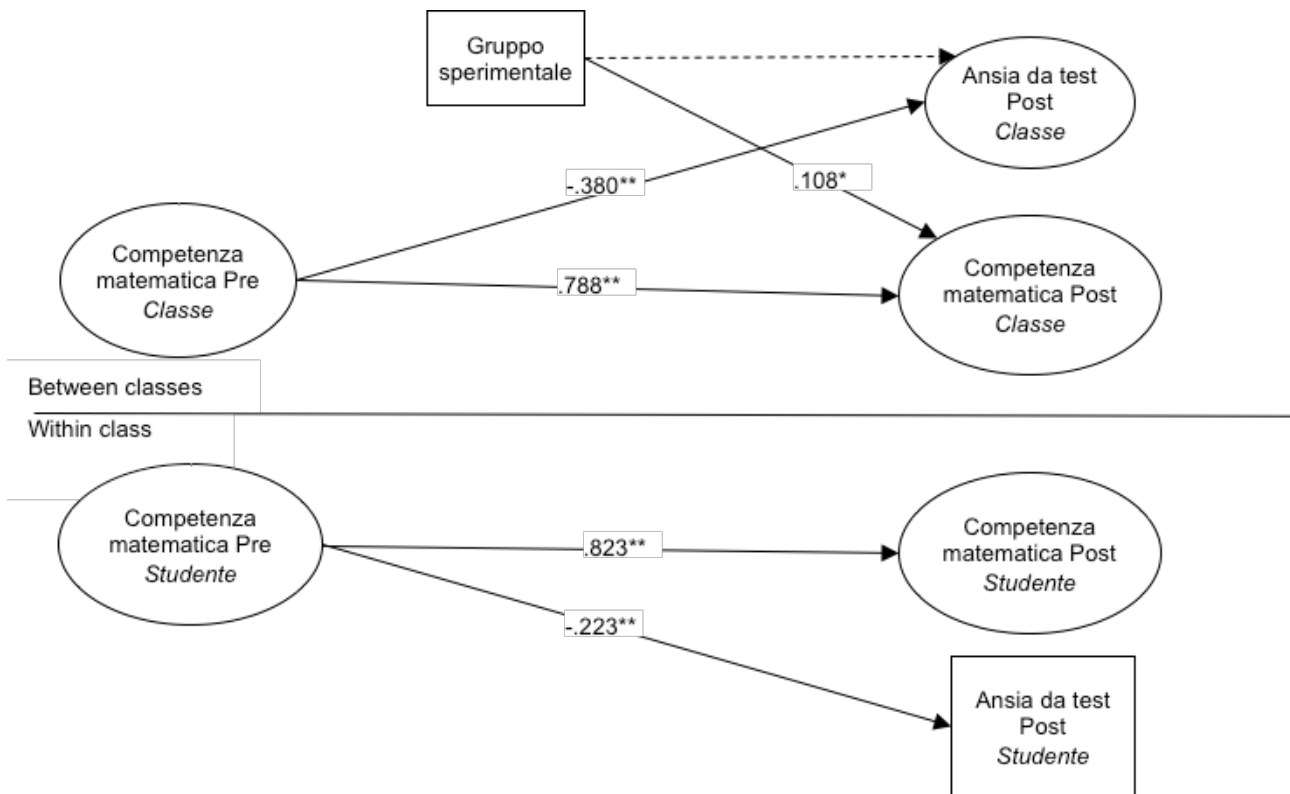 Gruppo
sperimentale
Ansia da test
Post
Classe
-.380**
.108*
Competenza
matematica Pre
Classe
.788**
Competenza
matematica Post
Classe
Between classes
Within class
Competenza
matematica Pre
Studente
.823**
Competenza
matematica Post
Studente
-.223**
Ansia da test
Post
Studente